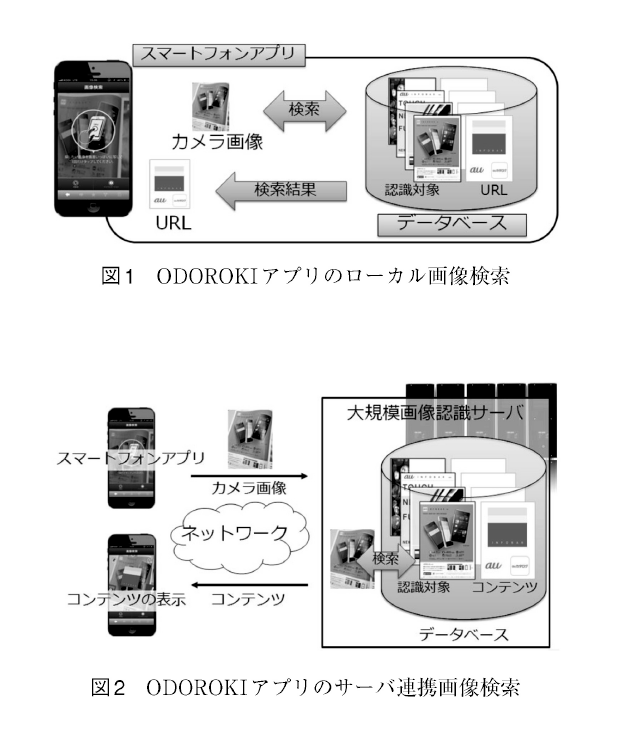 スマートフォンアプリ
画像検索
カメラ画像
検索
検索結果
URL
au
認識対象
URL
au
データベース
図1 ODOROKIアプリのローカル画像検索
大規模画像認識サーバ
スマートフォンアプリ
カメラ画像
ネットワーク
コンテンツの表示
コンテンツ
検索
au
認識対象
コンテンツ
データベース
図2 ODOROKIアプリのサーバ連携画像検索